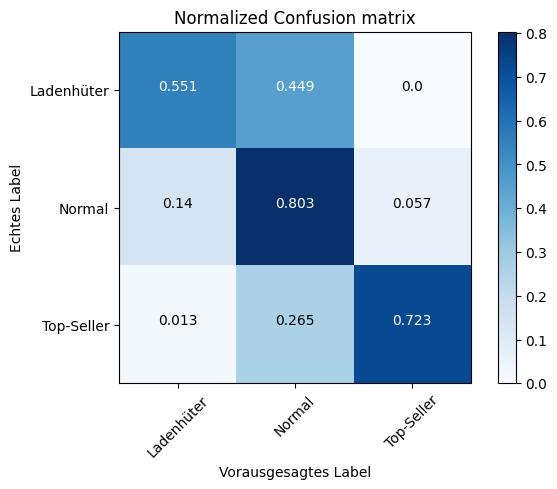 Normalized Confusion matrix
Echtes Label
Ladenhüter 0.551 0.449 0.0
Normal 0.14 0.803 0.057
Top-Seller 0.013 0.265 0.723
Ladenhüter Normal Top-Seller
Vorausgesagtes Label
0.8
0.7
0.6
0.5
0.4
0.3
0.2
0.1
0.0